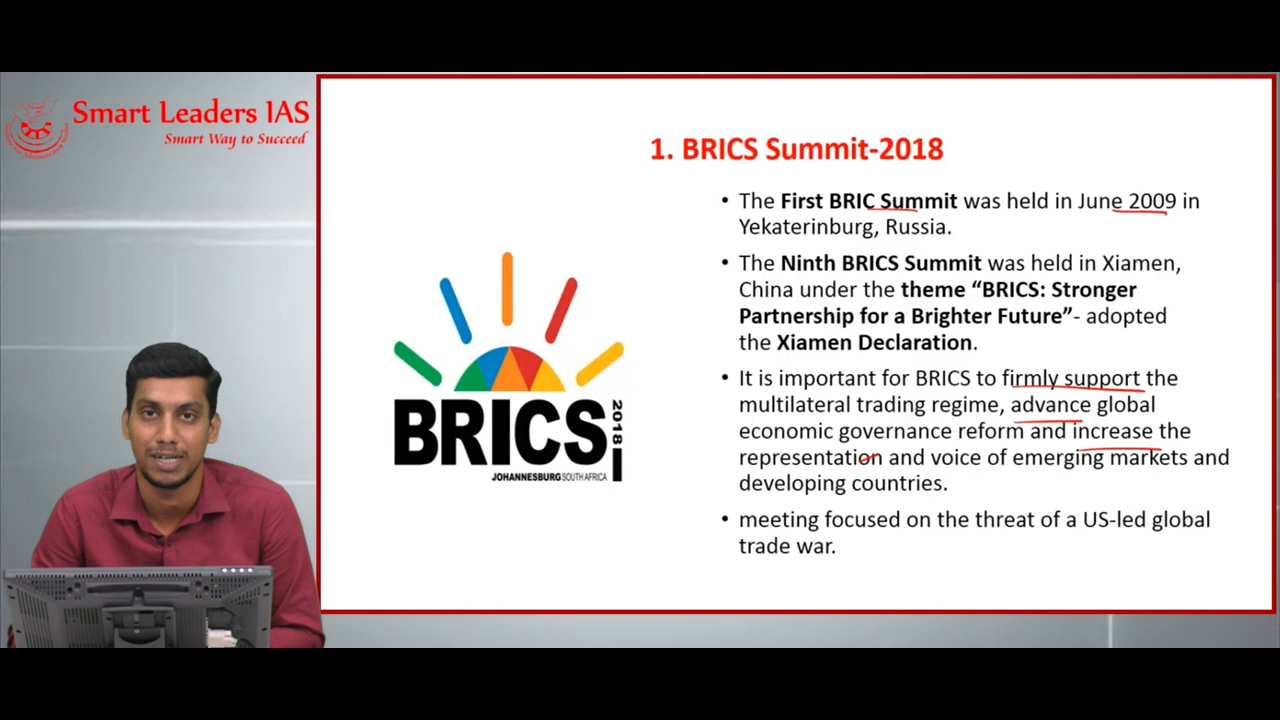 Smart Leaders IAS
Smart Way to Succeed
1. BRICS Summit-2018
• The First BRIC Summit was held in June 2009 in
Yekaterinburg, Russia.
• The Ninth BRICS Summit was held in Xiamen,
China under the theme “BRICS: Stronger
Partnership for a Brighter Future”- adopted
the Xiamen Declaration.
• It is important for BRICS to firmly support the
multilateral trading regime, advance global
economic governance reform and increase the
representation and voice of emerging markets and
developing countries.
• meeting focused on the threat of a US-led global
trade war.
BRICS
2018
JOHANNESBURG SOUTH AFRICA